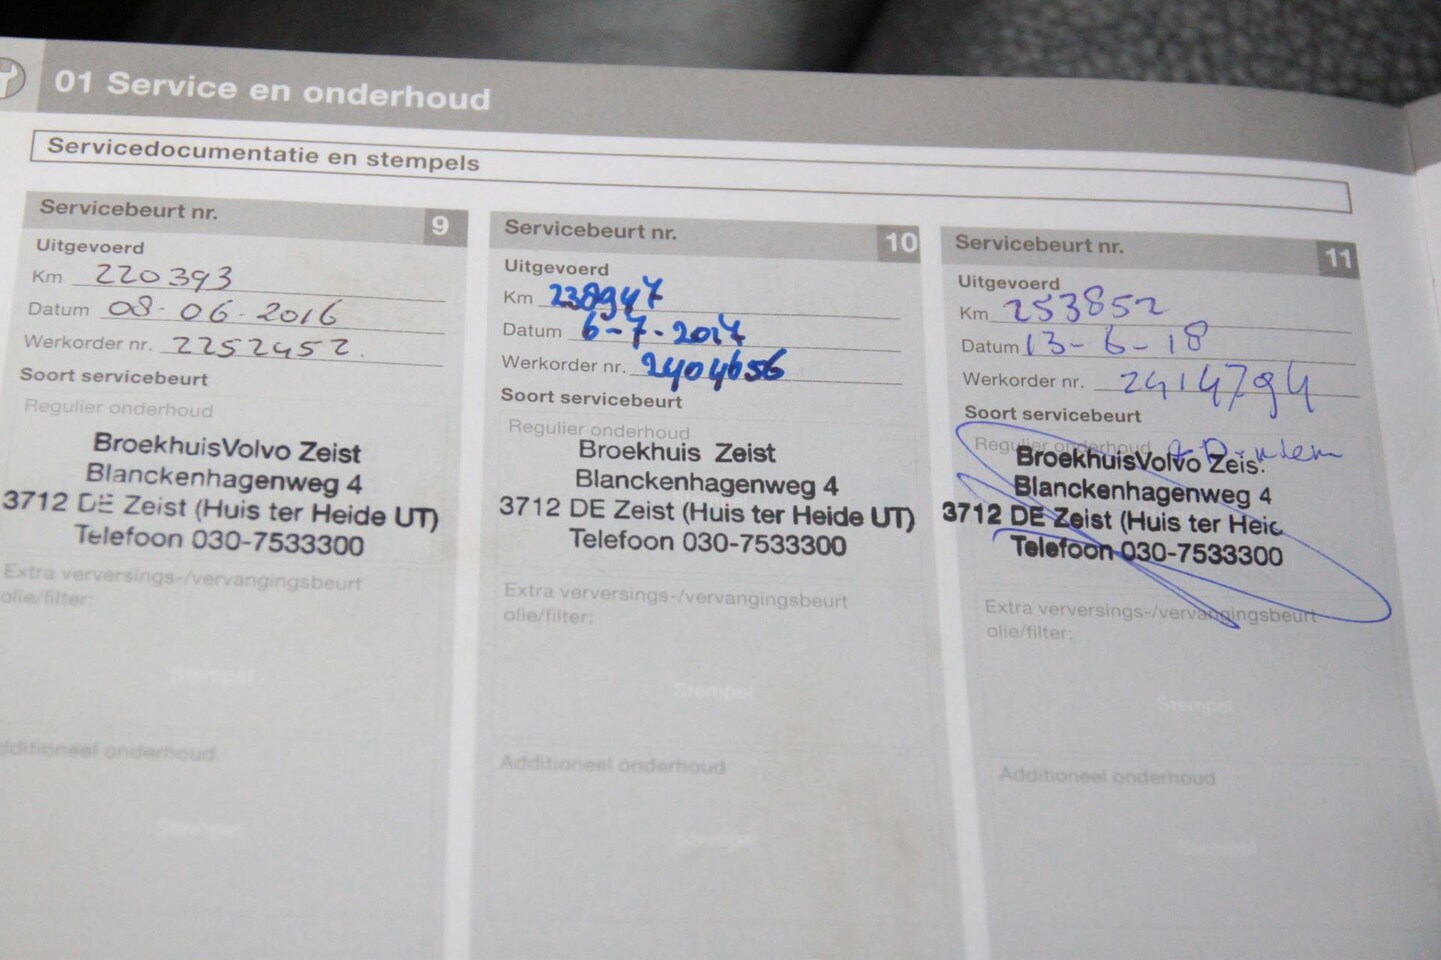 01 Service en onderhoud
Servicedocumentatie en stempels
Servicebeurt nr. 9
Uitgevoerd
Km 220393
Datum 08-06-2016
Werkorder nr. 2252452.
Soort servicebeurt
Regulier onderhoud
BroekhuisVolvo Zeist
Blanckenhagenweg 4
3712 DE Zeist (Huis ter Heide UT)
Telefoon 030-7533300
Extra verversings-/vervangingsbeurt
olie/filter:
Stempel
dditioneel onderhoud
Stempel
Servicebeurt nr. 10
Uitgevoerd
Km 238947
Datum 6-7-2017
Werkorder nr. 2404656
Soort servicebeurt
Regulier onderhoud
Broekhuis Zeist
Blanckenhagenweg 4
3712 DE Zeist (Huis ter Heide UT)
Telefoon 030-7533300
Extra verversings-/vervangingsbeurt
olie/filter:
Stempel
Additioneel onderhoud
Stempel
Servicebeurt nr. 11
Uitgevoerd
Km 253852
Datum 13-6-18
Werkorder nr. 2414794
Soort servicebeurt
Regulier onderhoud
BroekhuisVolvo Zeis
Blanckenhagenweg 4
3712 DE Zeist (Huis ter Heic
Telefoon 030-7533300
Extra verversings-/vervangingsbeurt
olie/filter:
Stempel
Additioneel onderhoud
Stempel